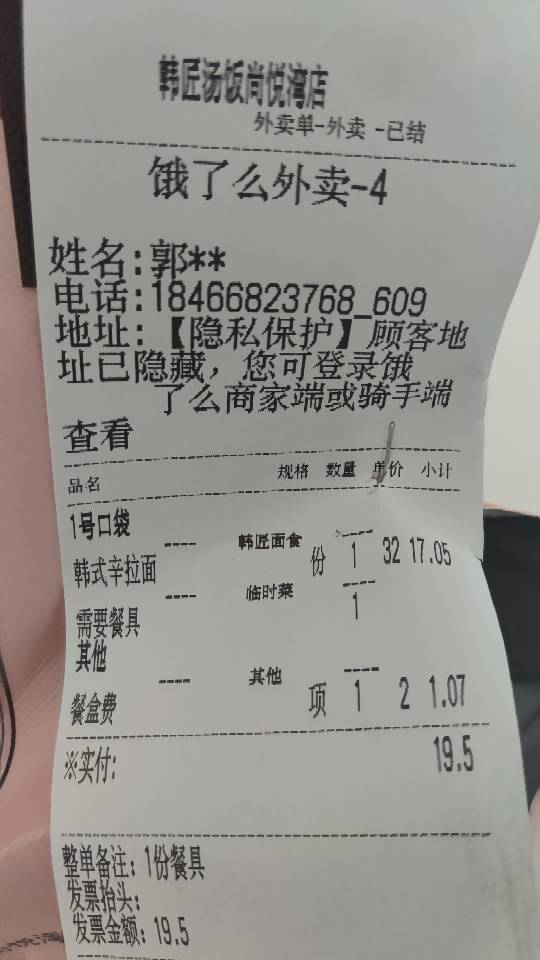 韩匠汤饭尚悦湾店
外卖单-外卖 -已结
饿了么外卖-4
姓名:郭**
电话:18466823768_609
地址:【隐私保护】顾客地
址已隐藏，您可登录饿
了么商家端或骑手端
查看
品名 规格 数量 单价 小计
1号口袋
---- 韩匠面食 ----
韩式辛拉面 份 1 32 17.05
---- 临时菜 ----
需要餐具 1
其他
---- 其他 ----
餐盒费 项 1 2 1.07
※实付: 19.5
整单备注: 1份餐具
发票抬头:
发票金额: 19.5